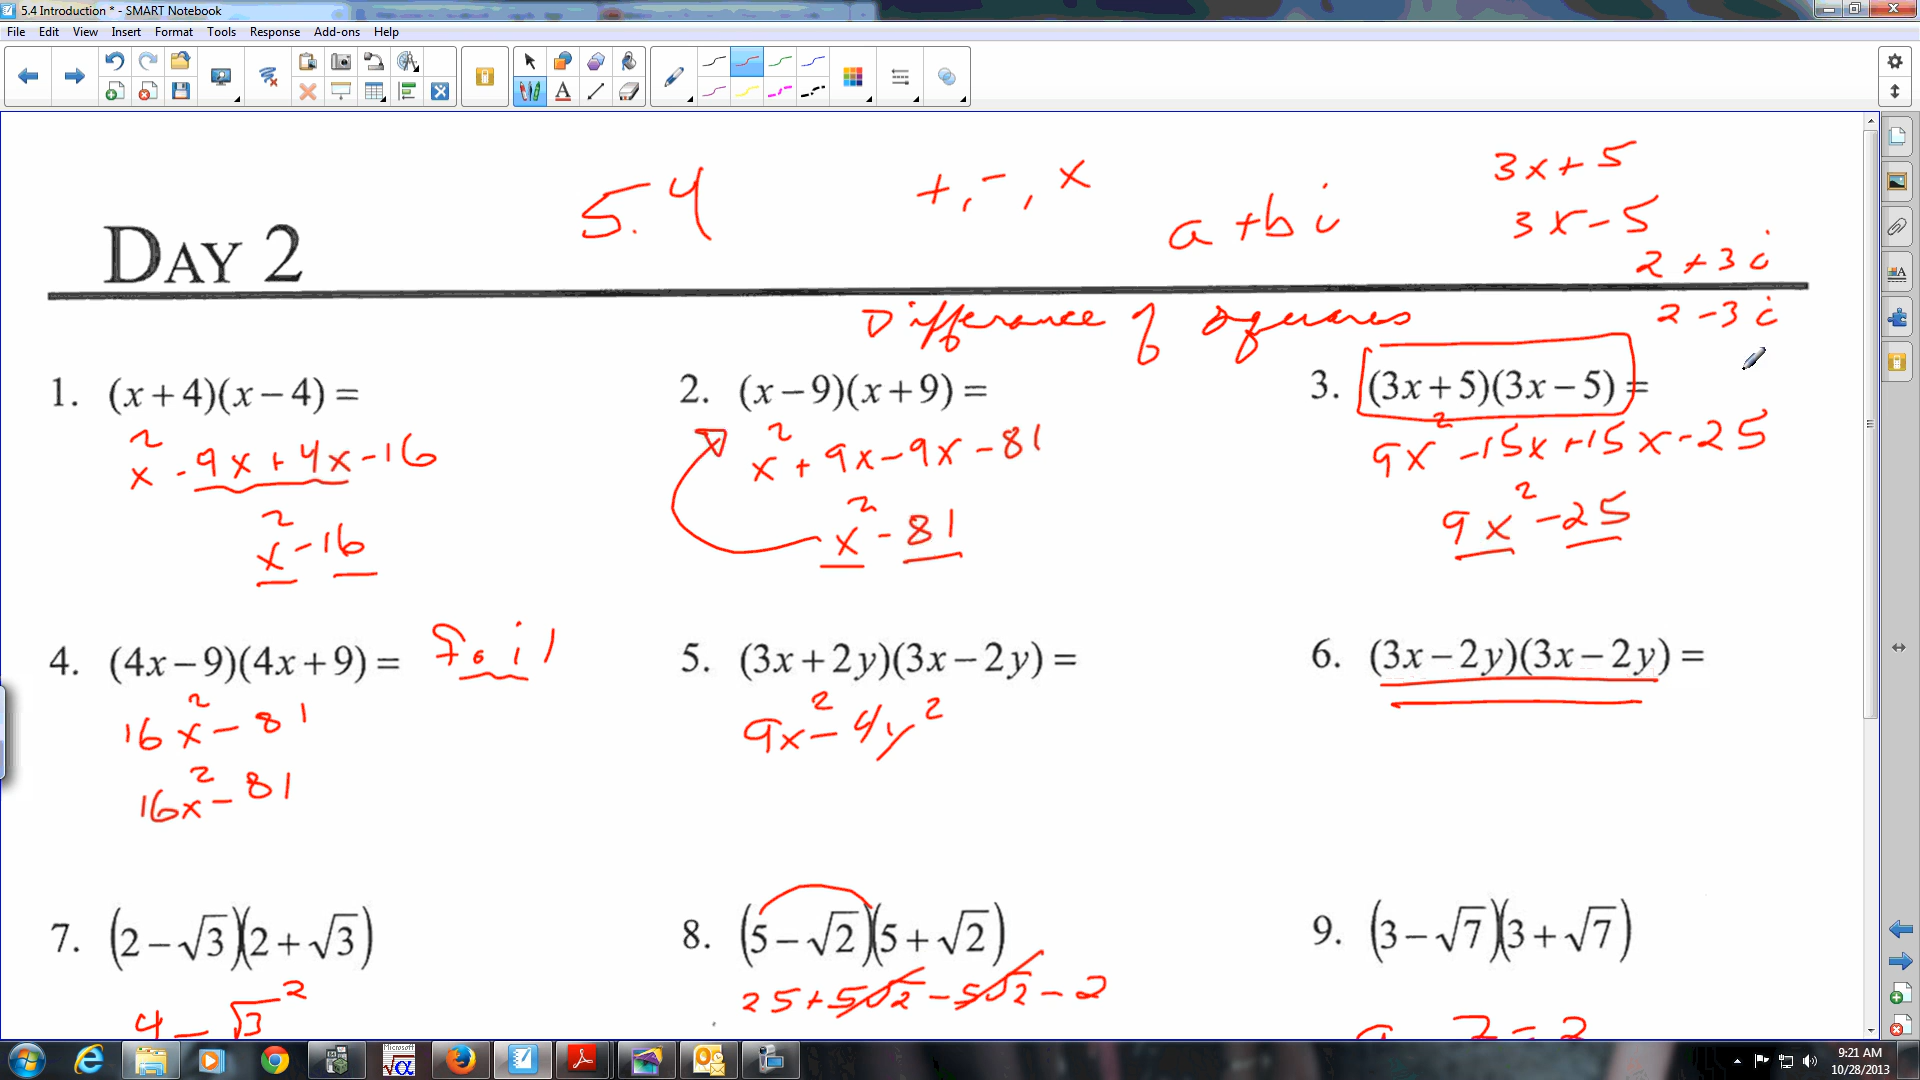 5.4 Introduction * - SMART Notebook
File Edit View Insert Format Tools Response Add-ons Help
5.4
+, -, x
a + bi
3x + 5
3x - 5
2 + 3i
2 - 3i
DAY 2
Difference of squares
1. (x + 4)(x - 4) =
x² - 9x + 4x - 16
x² - 16
2. (x - 9)(x + 9) =
x² + 9x - 9x - 81
x² - 81
3. (3x + 5)(3x - 5) =
9x² - 15x + 15x - 25
9x² - 25
4. (4x - 9)(4x + 9) = Foil
16x² - 81
16x² - 81
5. (3x + 2y)(3x - 2y) =
9x² - 4y²
6. (3x - 2y)(3x - 2y) =
7. (2 - √3)(2 + √3)
4 - √3²
8. (5 - √2)(5 + √2)
25 + 5√2 - 5√2 - 2
9. (3 - √7)(3 + √7)
9 - 7 = 2
Microsoft
√α
9:21 AM
10/28/2013